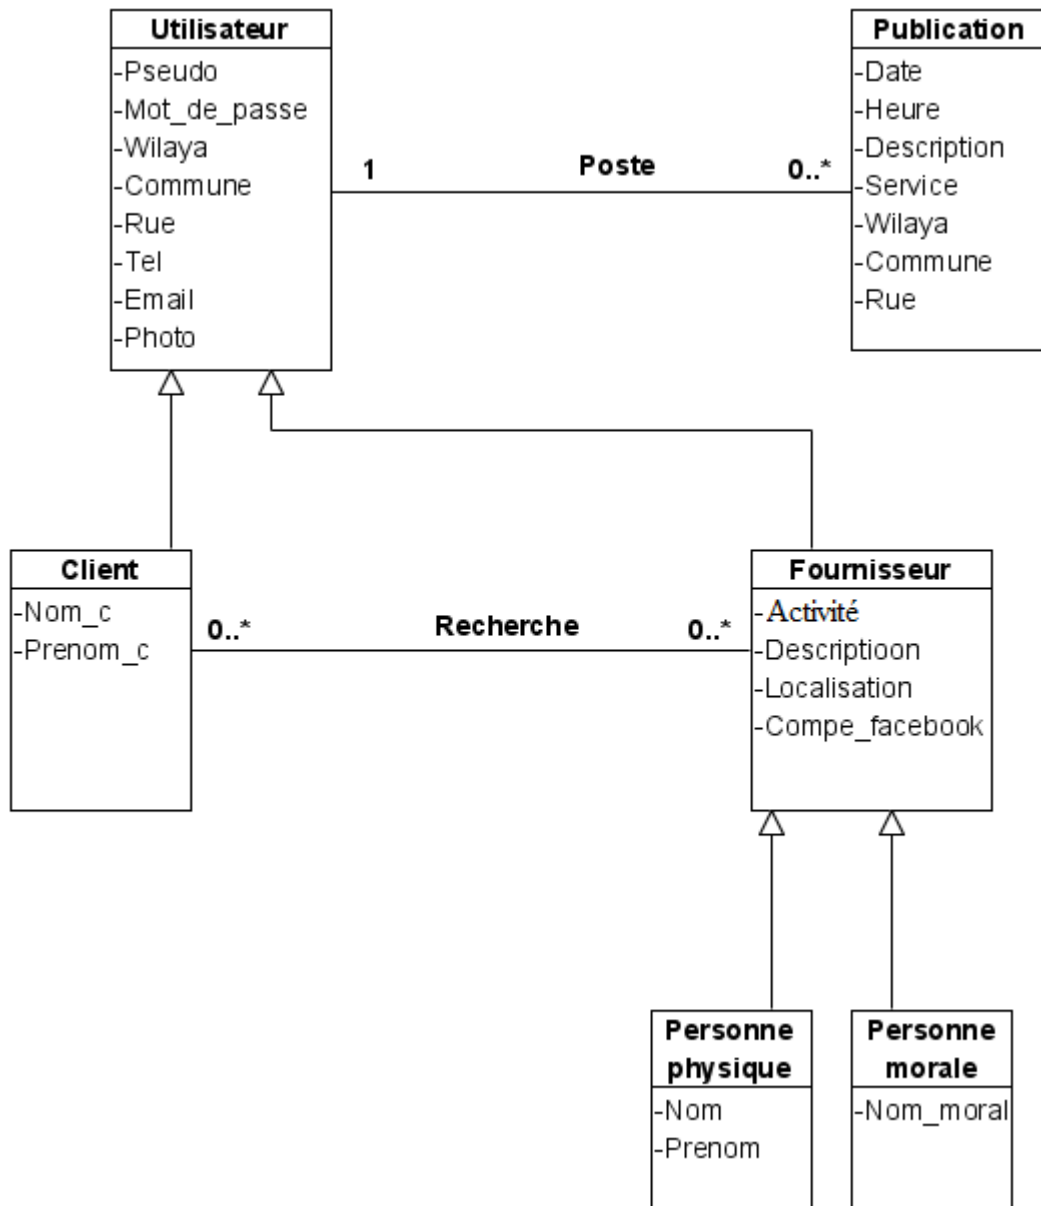 Utilisateur
-Pseudo
-Mot_de_passe
-Wilaya
-Commune
-Rue
-Tel
-Email
-Photo
1
Poste
0..*
Publication
-Date
-Heure
-Description
-Service
-Wilaya
-Commune
-Rue
Client
-Nom_c
-Prenom_c
0..*
Recherche
0..*
Fournisseur
-Activité
-Descriptioon
-Localisation
-Compe_facebook
Personne
physique
-Nom
-Prenom
Personne
morale
-Nom_moral